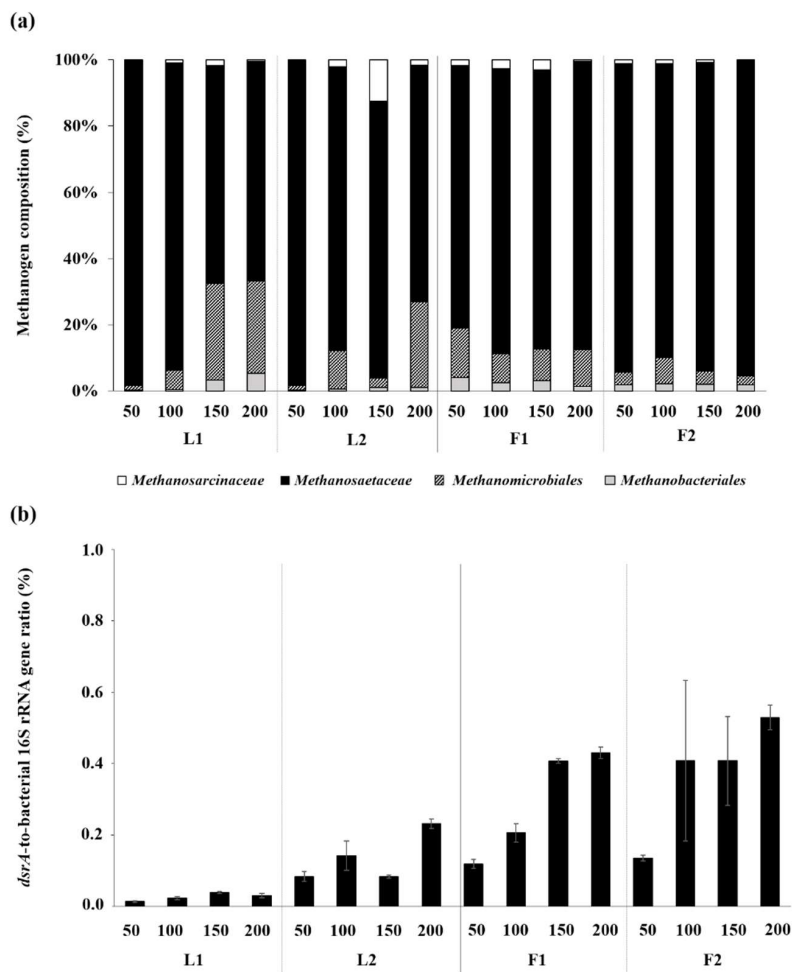 (a)
Methanogen composition (%)
100%
80%
60%
40%
20%
0%
50 100 150 200 50 100 150 200 50 100 150 200 50 100 150 200
L1 L2 F1 F2
Methanosarcinaceae Methanosaetaceae Methanomicrobiales Methanobacteriales
(b)
dsrA-to-bacterial 16S rRNA gene ratio (%)
1.0
0.8
0.6
0.4
0.2
0.0
50 100 150 200 50 100 150 200 50 100 150 200 50 100 150 200
L1 L2 F1 F2